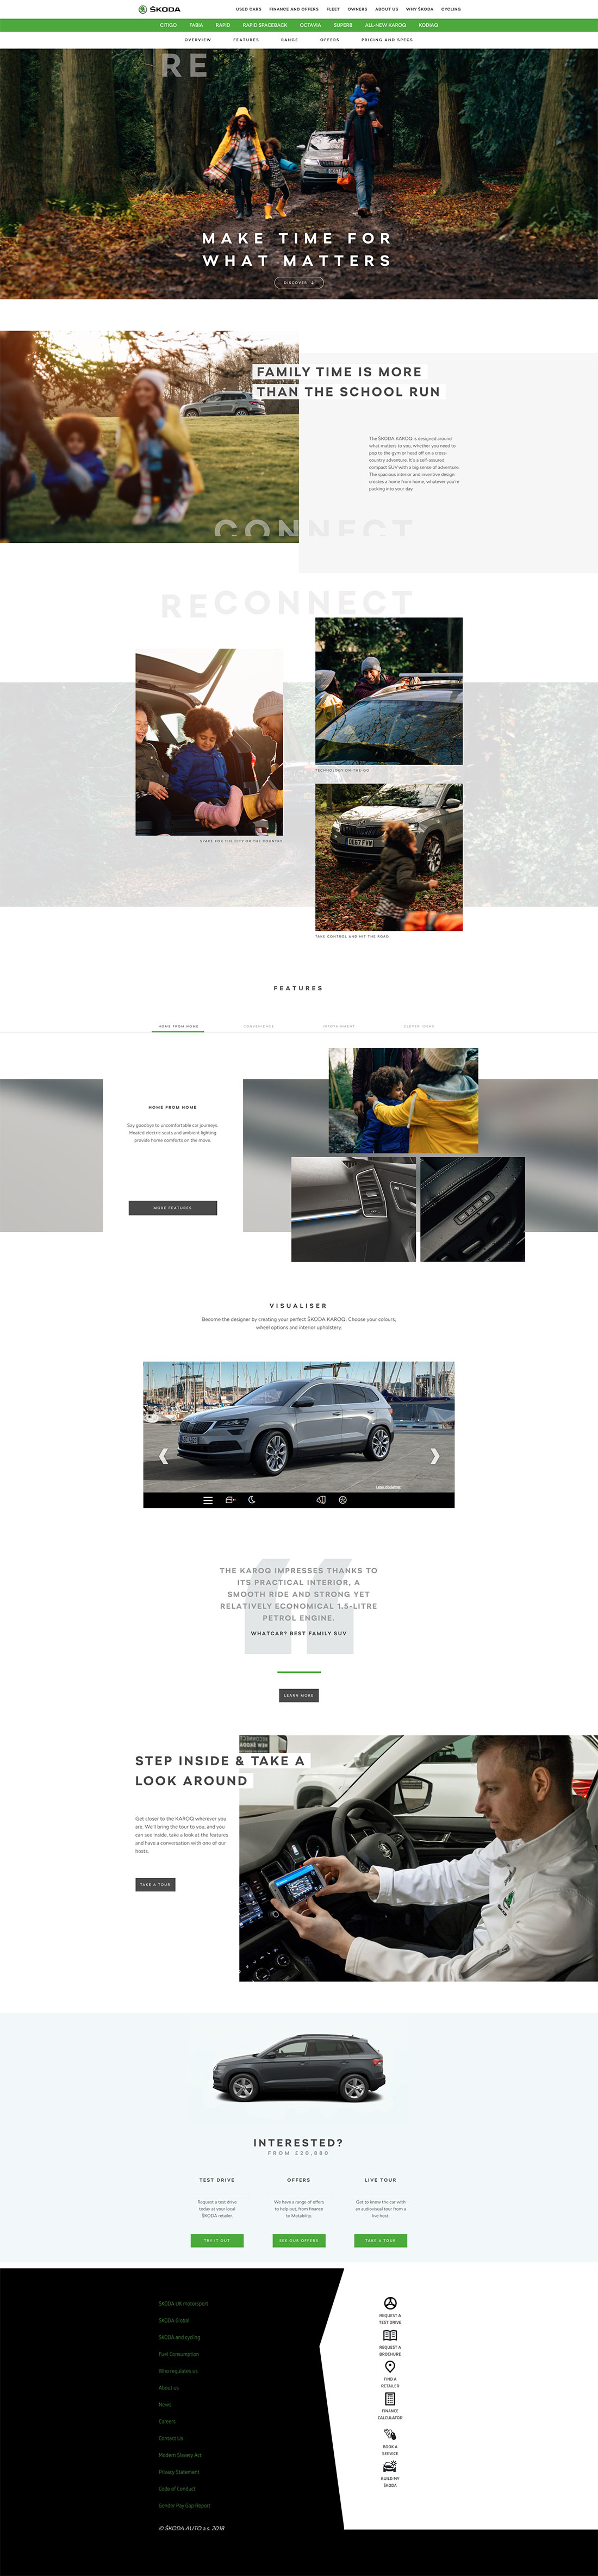 ŠKODA
USED CARS FINANCE AND OFFERS FLEET OWNERS ABOUT US WHY ŠKODA CYCLING
CITIGO FABIA RAPID RAPID SPACEBACK OCTAVIA SUPERB ALL-NEW KAROQ KODIAQ
OVERVIEW FEATURES RANGE OFFERS PRICING AND SPECS
RE
MAKE TIME FOR
WHAT MATTERS
DISCOVER
FAMILY TIME IS MORE
THAN THE SCHOOL RUN
The ŠKODA KAROQ is designed around
what matters to you, whether you need to
pop to the gym or head off on a cross-
country adventure. It's a self-assured
compact SUV with a big sense of adventure.
The spacious interior and inventive design
creates a home from home, whatever you're
packing into your day.
CONNECT
RECONNECT
TECHNOLOGY ON-THE-GO
OE67 FVW
SPACE FOR THE CITY OR THE COUNTRY
TAKE CONTROL AND HIT THE ROAD
FEATURES
HOME FROM HOME CONVENIENCE INFOTAINMENT CLEVER IDEAS
HOME FROM HOME
Say goodbye to uncomfortable car journeys.
Heated electric seats and ambient lighting
provide home comforts on the move.
MORE FEATURES
VISUALISER
Become the designer by creating your perfect ŠKODA KAROQ. Choose your colours,
wheel options and interior upholstery.
Legal disclaimer
THE KAROQ IMPRESSES THANKS TO
ITS PRACTICAL INTERIOR, A
SMOOTH RIDE AND STRONG YET
RELATIVELY ECONOMICAL 1.5-LITRE
PETROL ENGINE.
WHATCAR? BEST FAMILY SUV
LEARN MORE
STEP INSIDE & TAKE A
LOOK AROUND
Get closer to the KAROQ wherever you
are. We'll bring the tour to you, and you
can see inside, take a look at the features
and have a conversation with one of our
hosts.
TAKE A TOUR
INTERESTED?
FROM £20,880
TEST DRIVE OFFERS LIVE TOUR
Request a test drive
today at your local
ŠKODA retailer.
We have a range of offers
to help out, from finance
to Motability.
Get to know the car with
an audiovisual tour from a
live host.
TRY IT OUT SEE OUR OFFERS TAKE A TOUR
ŠKODA UK motorsport
ŠKODA Global
ŠKODA and cycling
Fuel Consumption
Who regulates us
About us
News
Careers
Contact Us
Modern Slavery Act
Privacy Statement
Code of Conduct
Gender Pay Gap Report
© ŠKODA AUTO a.s. 2018
REQUEST A
TEST DRIVE
REQUEST A
BROCHURE
FIND A
RETAILER
FINANCE
CALCULATOR
BOOK A
SERVICE
BUILD MY
ŠKODA